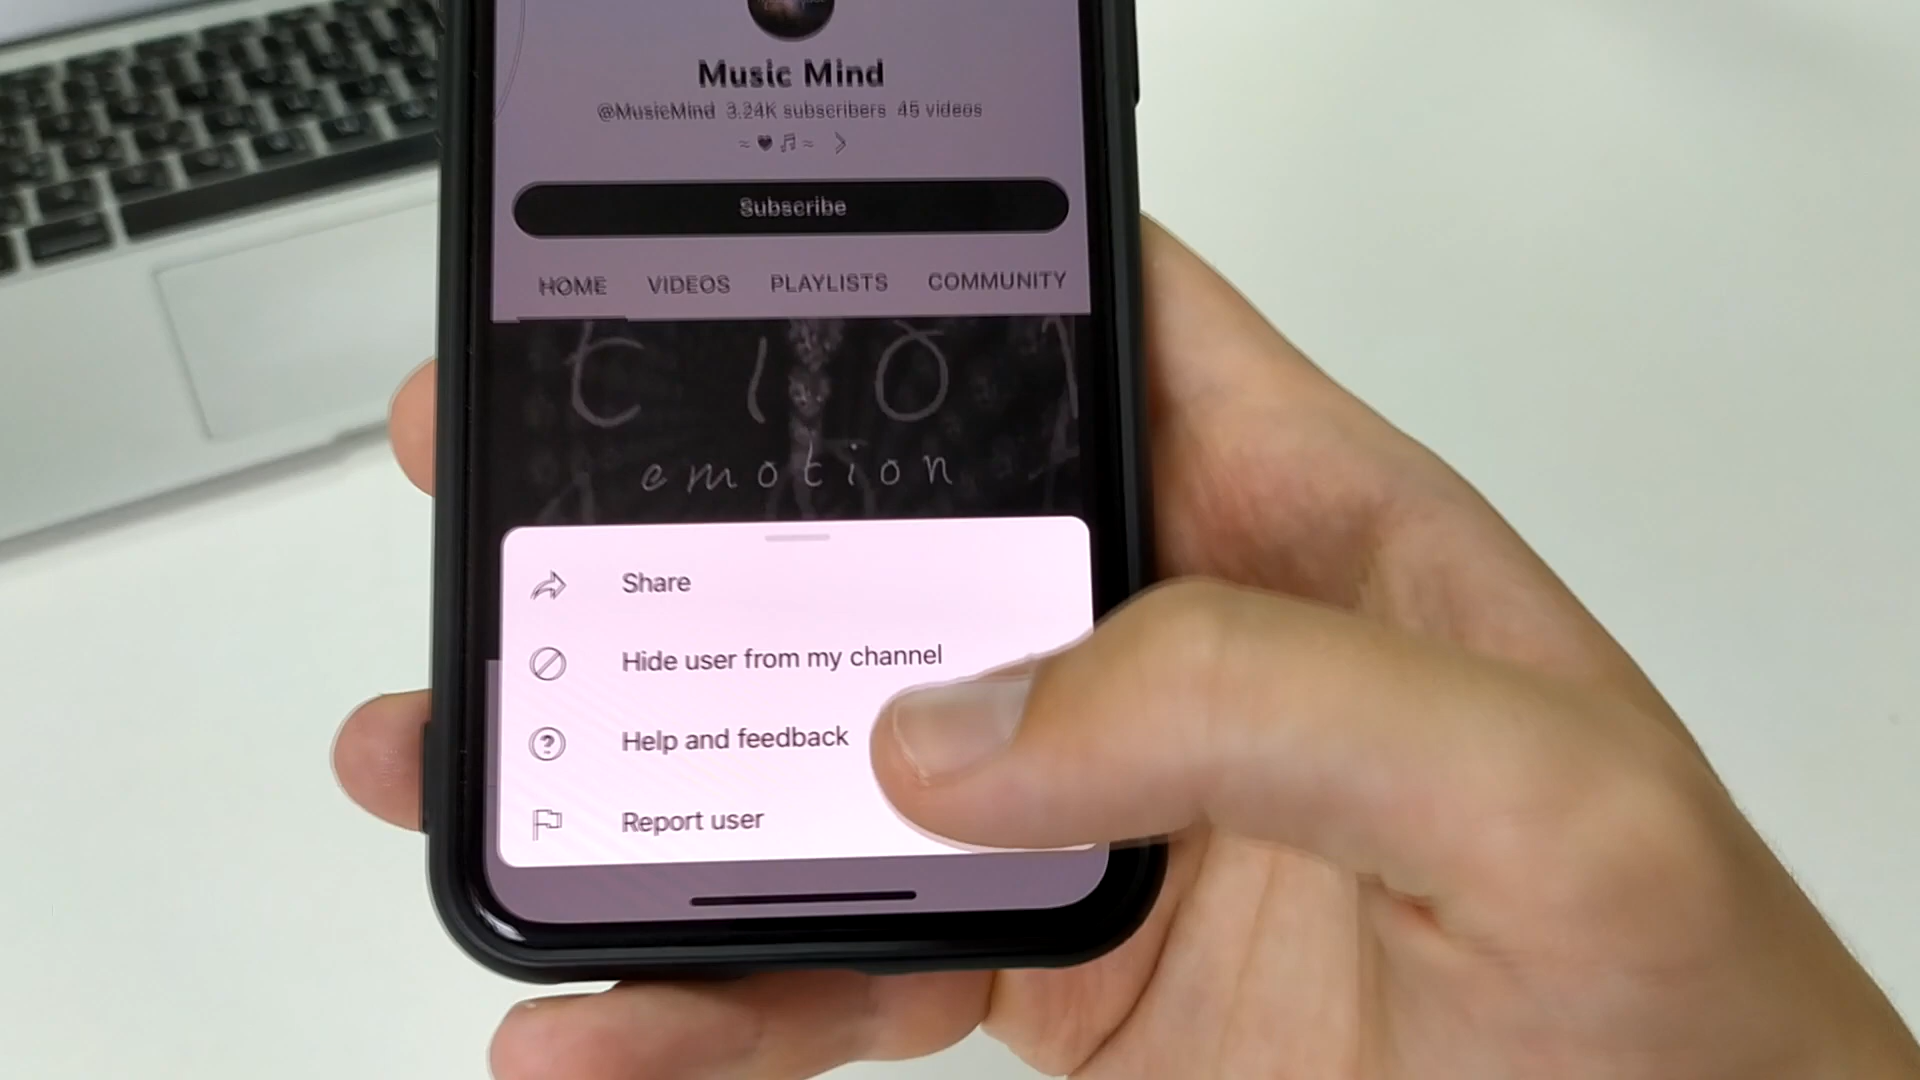 Music Mind
@MusicMind 3.24K subscribers 45 videos
Subscribe
HOME VIDEOS PLAYLISTS COMMUNITY
emotion
Share
Hide user from my channel
Help and feedback
Report user